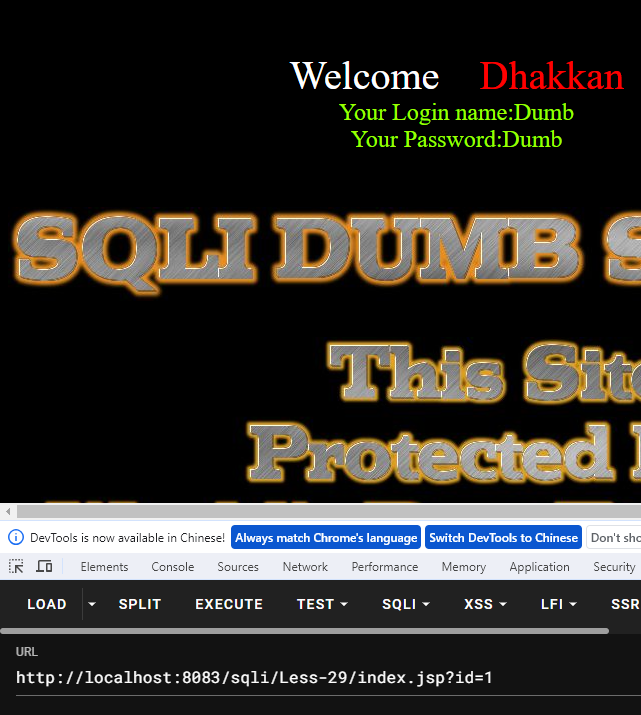 Welcome Dhakkan
Your Login name:Dumb
Your Password:Dumb
SQLI DUMB S
This Site
Protected
DevTools is now available in Chinese! Always match Chrome's language Switch DevTools to Chinese Don't sho
Elements Console Sources Network Performance Memory Application Security
LOAD SPLIT EXECUTE TEST SQLI XSS LFI SSR
URL
http://localhost:8083/sqli/Less-29/index.jsp?id=1